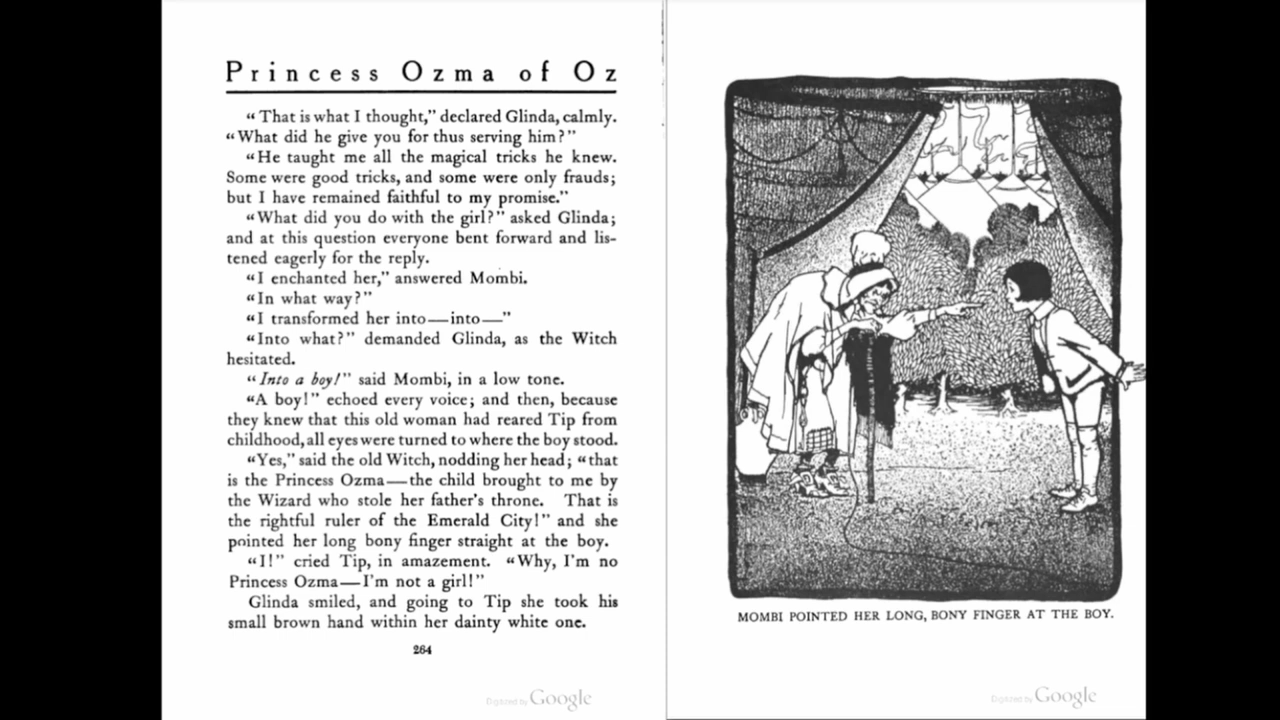 Princess Ozma of Oz
“That is what I thought,” declared Glinda, calmly.
“What did he give you for thus serving him?”
“He taught me all the magical tricks he knew.
Some were good tricks, and some were only frauds;
but I have remained faithful to my promise.”
“What did you do with the girl?” asked Glinda;
and at this question everyone bent forward and lis-
tened eagerly for the reply.
“I enchanted her,” answered Mombi.
“In what way?”
“I transformed her into—into—”
“Into what?” demanded Glinda, as the Witch
hesitated.
“Into a boy!” said Mombi, in a low tone.
“A boy!” echoed every voice; and then, because
they knew that this old woman had reared Tip from
childhood, all eyes were turned to where the boy stood.
“Yes,” said the old Witch, nodding her head; “that
is the Princess Ozma—the child brought to me by
the Wizard who stole her father’s throne. That is
the rightful ruler of the Emerald City!” and she
pointed her long bony finger straight at the boy.
“I!” cried Tip, in amazement. “Why, I’m no
Princess Ozma—I’m not a girl!”
Glinda smiled, and going to Tip she took his
small brown hand within her dainty white one.
264
Digitized by Google
MOMBI POINTED HER LONG, BONY FINGER AT THE BOY.
Digitized by Google